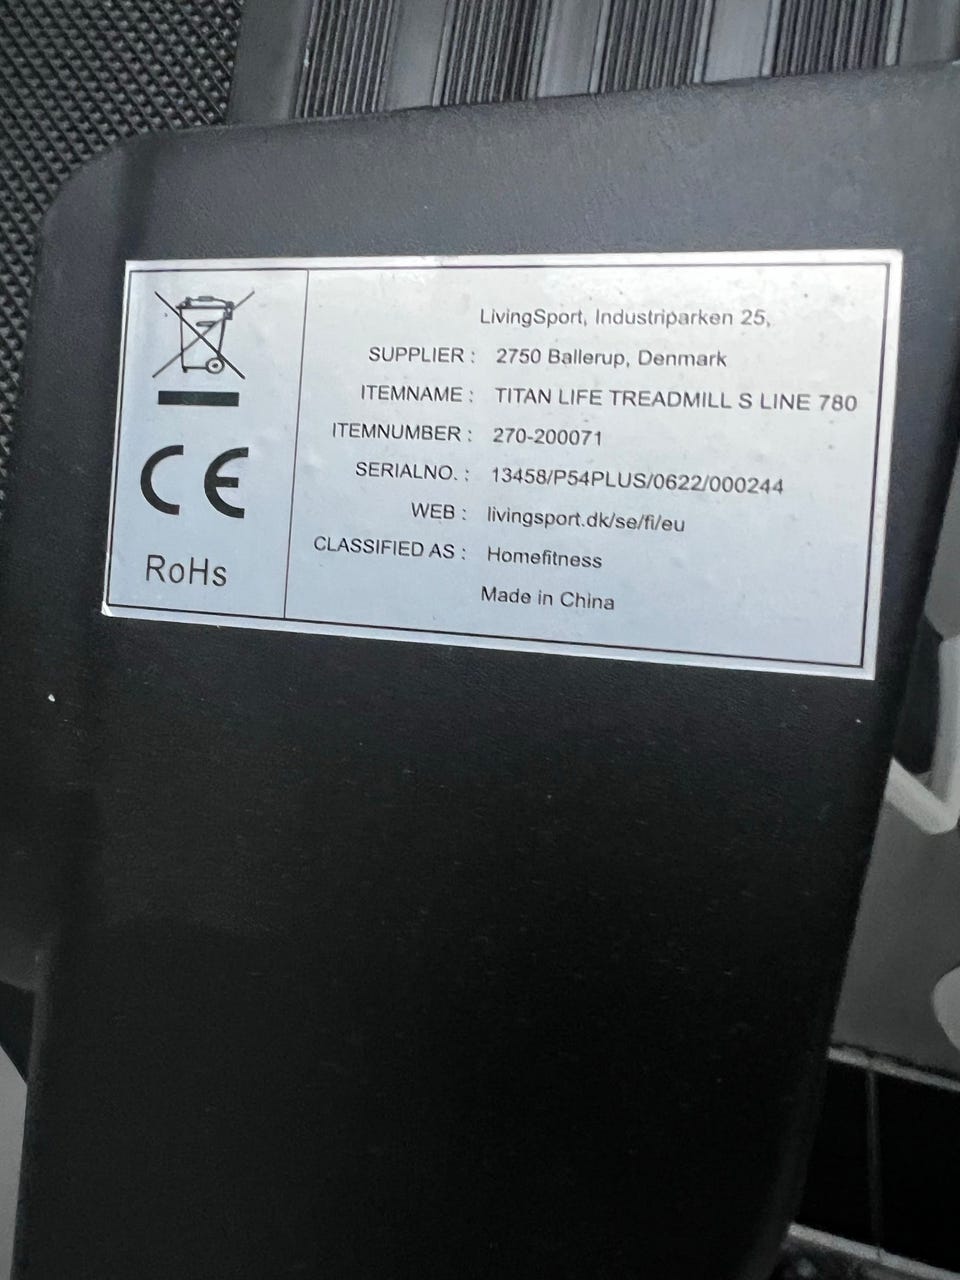 CE
RoHs
LivingSport, Industriparken 25,
SUPPLIER : 2750 Ballerup, Denmark
ITEMNAME : TITAN LIFE TREADMILL S LINE 780
ITEMNUMBER : 270-200071
SERIALNO. : 13458/P54PLUS/0622/000244
WEB : livingsport.dk/se/fi/eu
CLASSIFIED AS : Homefitness
Made in China